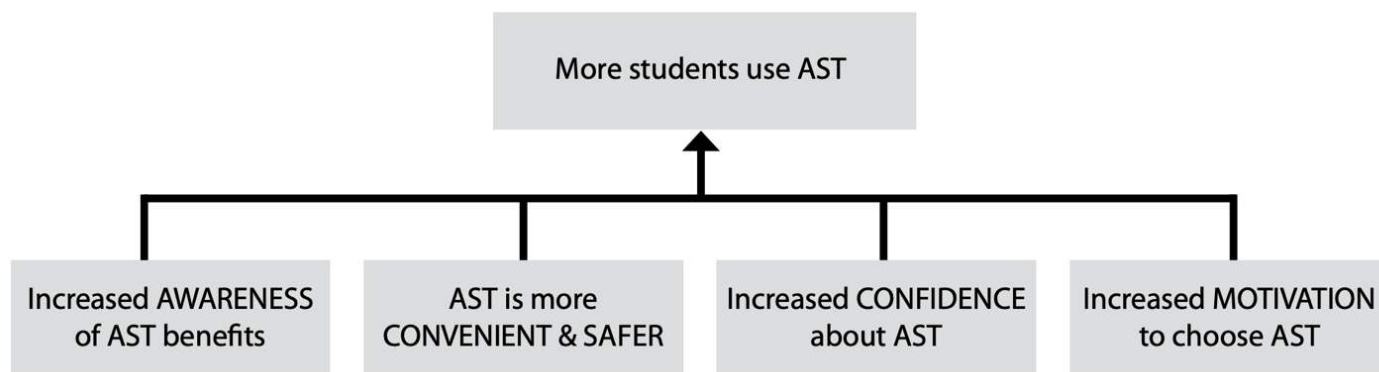 More students use AST
Increased AWARENESS
of AST benefits
AST is more
CONVENIENT & SAFER
Increased CONFIDENCE
about AST
Increased MOTIVATION
to choose AST